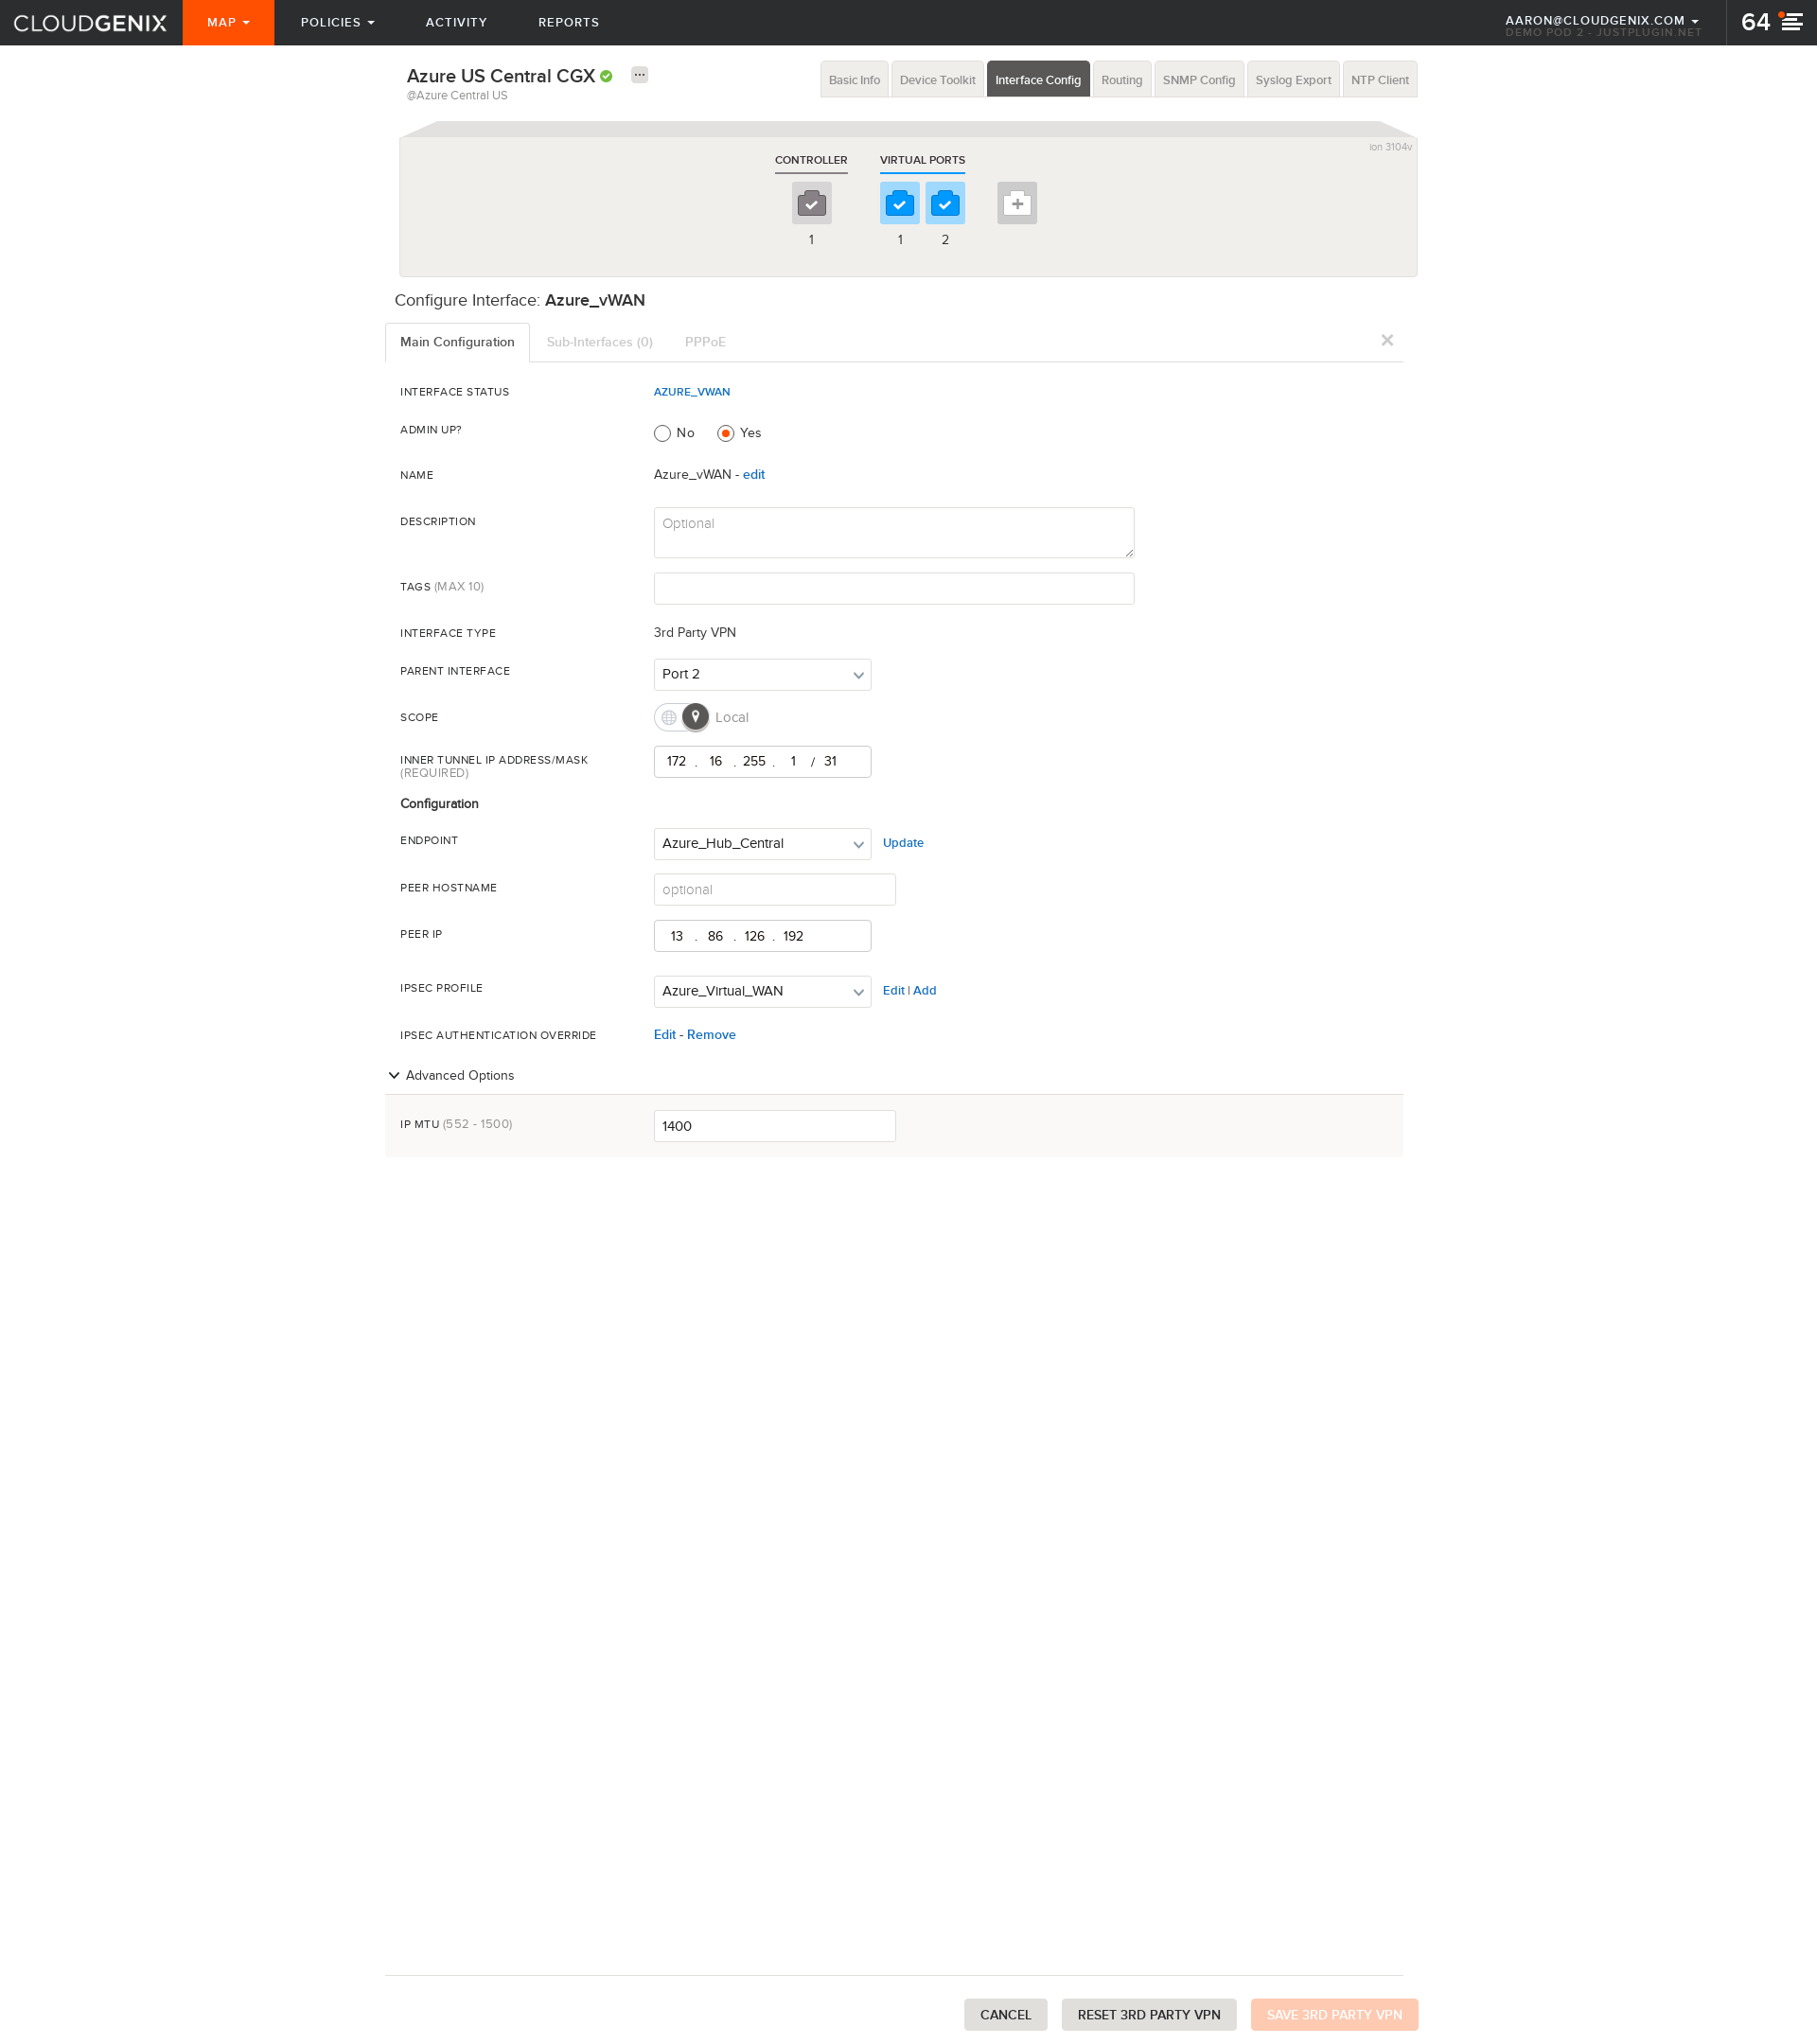 CLOUDGENIX MAP POLICIES ACTIVITY REPORTS AARON@CLOUDGENIX.COM 64
DEMO POD 2 - JUSTPLUGIN.NET
Azure US Central CGX ...
@Azure Central US
Basic Info Device Toolkit Interface Config Routing SNMP Config Syslog Export NTP Client
ion 3104v
CONTROLLER VIRTUAL PORTS
1 1 2
Configure Interface: Azure_vWAN
Main Configuration Sub-Interfaces (0) PPPoE
INTERFACE STATUS AZURE_VWAN
ADMIN UP? No Yes
NAME Azure_vWAN - edit
DESCRIPTION Optional
TAGS (MAX 10)
INTERFACE TYPE 3rd Party VPN
PARENT INTERFACE Port 2
SCOPE Local
INNER TUNNEL IP ADDRESS/MASK 172 . 16 . 255 . 1 / 31
(REQUIRED)
Configuration
ENDPOINT Azure_Hub_Central Update
PEER HOSTNAME optional
PEER IP 13 . 86 . 126 . 192
IPSEC PROFILE Azure_Virtual_WAN Edit | Add
IPSEC AUTHENTICATION OVERRIDE Edit - Remove
Advanced Options
IP MTU (552 - 1500) 1400
CANCEL RESET 3RD PARTY VPN SAVE 3RD PARTY VPN